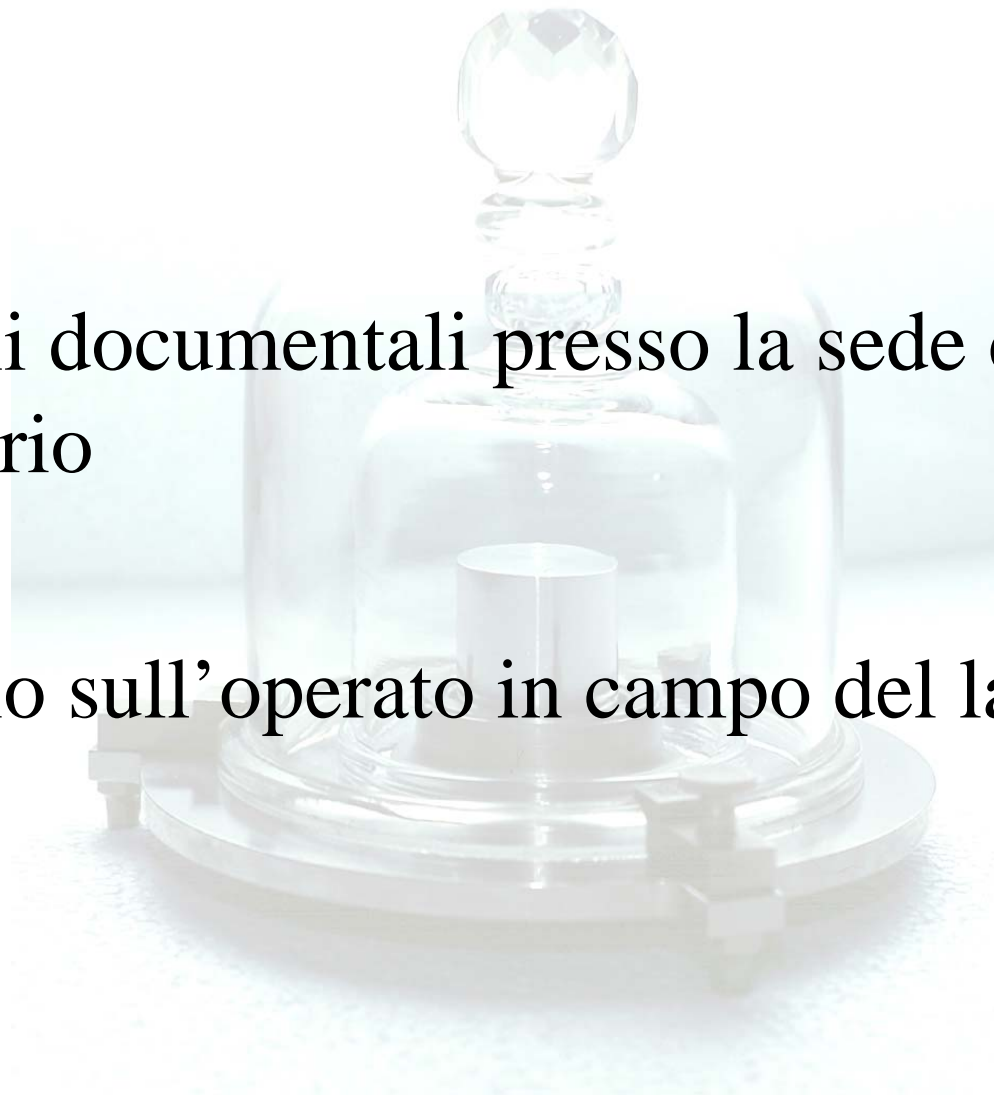 i documentali presso la sede
rio
o sull’operato in campo del la